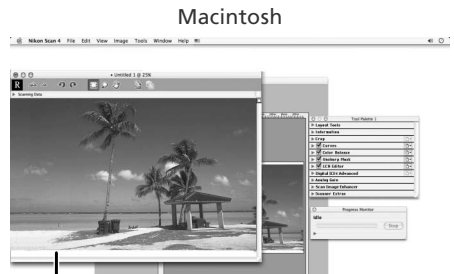 Macintosh
Nikon Scan 4 File Edit View Image Tools Window Help
Untitled 1 @ 25%
Scanning Data
Tool Palette 1
Layout Tools
Information
Crop
Curves
Color Balance
Unsharp Mask
LCH Editor
Digital ICE4 Advanced
Analog Gain
Scan Image Enhancer
Scanner Extras
Progress Monitor
Idle
Stop